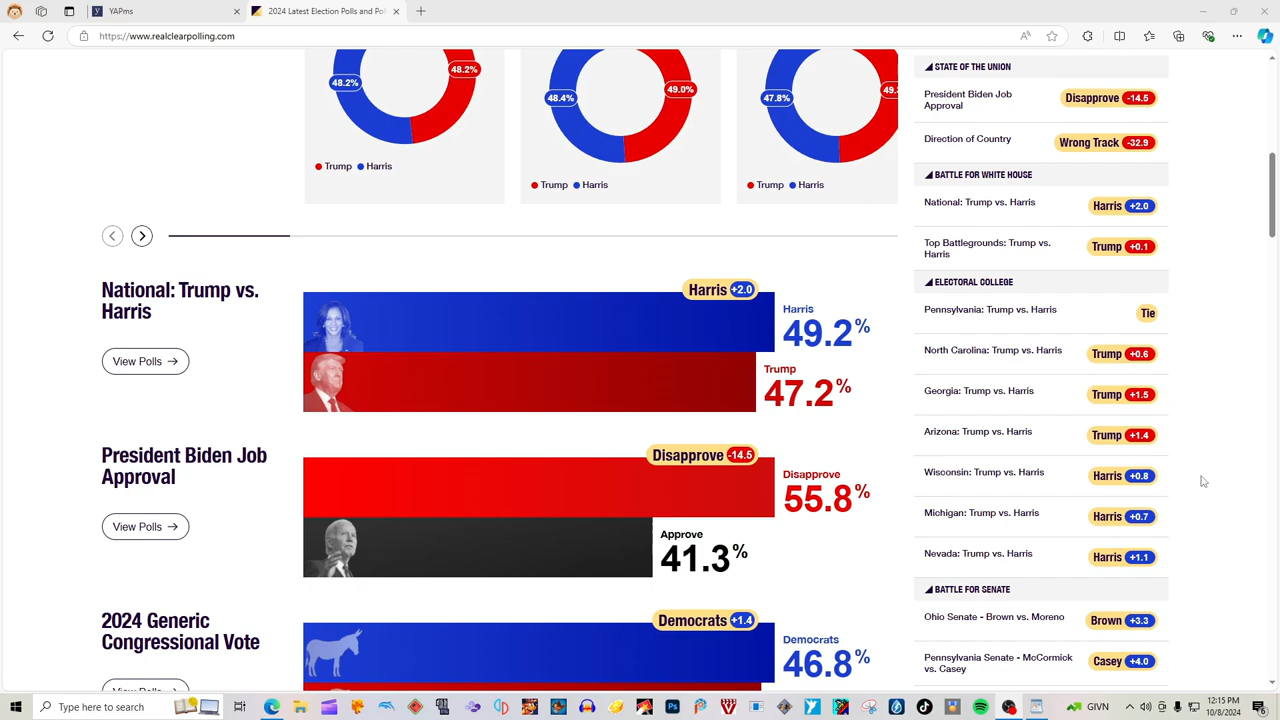 YAPms
2024 Latest Election Polls and Po
https://www.realclearpolling.com
48.2%
48.2%
48.4%
49.0%
47.8%
Trump Harris
Trump Harris
Trump Harris
National: Trump vs.
Harris
View Polls →
Harris +2.0
Harris
49.2%
Trump
47.2%
President Biden Job
Approval
View Polls →
Disapprove -14.5
Disapprove
55.8%
Approve
41.3%
2024 Generic
Congressional Vote
View Polls
Democrats +1.4
Democrats
46.8%
STATE OF THE UNION
President Biden Job
Approval
Disapprove -14.5
Direction of Country
Wrong Track -32.9
BATTLE FOR WHITE HOUSE
National: Trump vs. Harris
Harris +2.0
Top Battlegrounds: Trump vs.
Harris
Trump +0.1
ELECTORAL COLLEGE
Pennsylvania: Trump vs. Harris
Tie
North Carolina: Trump vs. Harris
Trump +0.6
Georgia: Trump vs. Harris
Trump +1.5
Arizona: Trump vs. Harris
Trump +1.4
Wisconsin: Trump vs. Harris
Harris +0.8
Michigan: Trump vs. Harris
Harris +0.7
Nevada: Trump vs. Harris
Harris +1.1
BATTLE FOR SENATE
Ohio Senate - Brown vs. Moreno
Brown +3.3
Pennsylvania Senate - McCormick
vs. Casey
Casey +4.0
Type here to search
GIVN
12:15 PM
10/8/2024